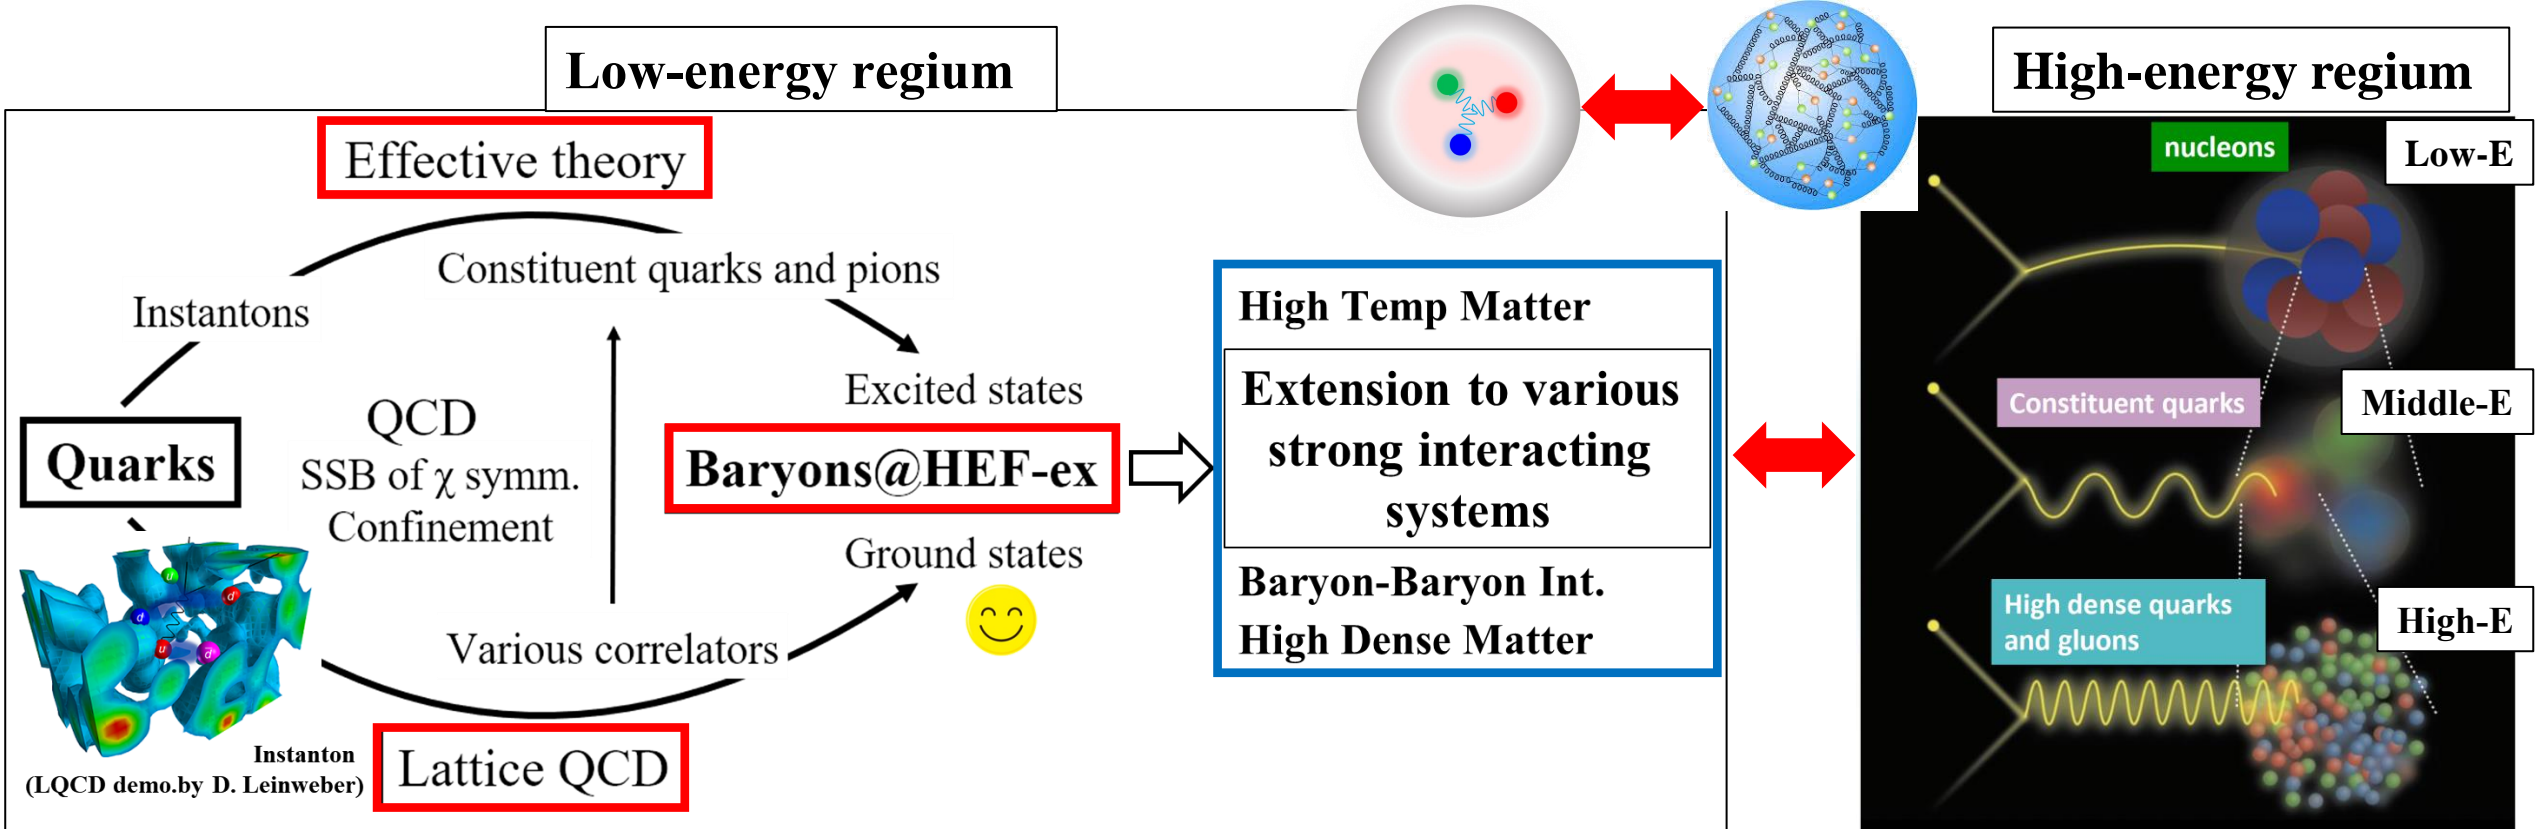 Low-energy regium
High-energy regium
Effective theory
Constituent quarks and pions
Instantons
Excited states
Quarks
QCD
SSB of χ symm.
Confinement
Baryons@HEF-ex
Ground states
Various correlators
Lattice QCD
u
d
d
u
d
Instanton
(LQCD demo.by D. Leinweber)
High Temp Matter
Extension to various
strong interacting
systems
Baryon-Baryon Int.
High Dense Matter
nucleons
Low-E
Constituent quarks
Middle-E
High dense quarks
and gluons
High-E